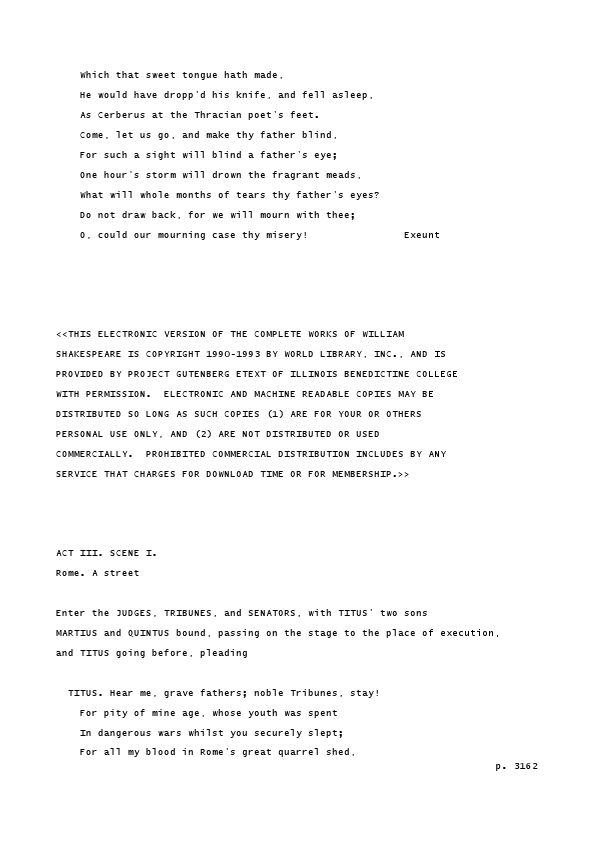 Which that sweet tongue hath made,
He would have dropp'd his knife, and fell asleep,
As Cerberus at the Thracian poet's feet.
Come, let us go, and make thy father blind,
For such a sight will blind a father's eye;
One hour's storm will drown the fragrant meads,
What will whole months of tears thy father's eyes?
Do not draw back, for we will mourn with thee;
O, could our mourning case thy misery! Exeunt
<<THIS ELECTRONIC VERSION OF THE COMPLETE WORKS OF WILLIAM
SHAKESPEARE IS COPYRIGHT 1990-1993 BY WORLD LIBRARY, INC., AND IS
PROVIDED BY PROJECT GUTENBERG ETEXT OF ILLINOIS BENEDICTINE COLLEGE
WITH PERMISSION. ELECTRONIC AND MACHINE READABLE COPIES MAY BE
DISTRIBUTED SO LONG AS SUCH COPIES (1) ARE FOR YOUR OR OTHERS
PERSONAL USE ONLY, AND (2) ARE NOT DISTRIBUTED OR USED
COMMERCIALLY. PROHIBITED COMMERCIAL DISTRIBUTION INCLUDES BY ANY
SERVICE THAT CHARGES FOR DOWNLOAD TIME OR FOR MEMBERSHIP.>>
ACT III. SCENE I.
Rome. A street
Enter the JUDGES, TRIBUNES, and SENATORS, with TITUS' two sons
MARTIUS and QUINTUS bound, passing on the stage to the place of execution,
and TITUS going before, pleading
TITUS. Hear me, grave fathers; noble Tribunes, stay!
For pity of mine age, whose youth was spent
In dangerous wars whilst you securely slept;
For all my blood in Rome's great quarrel shed,
p. 3162